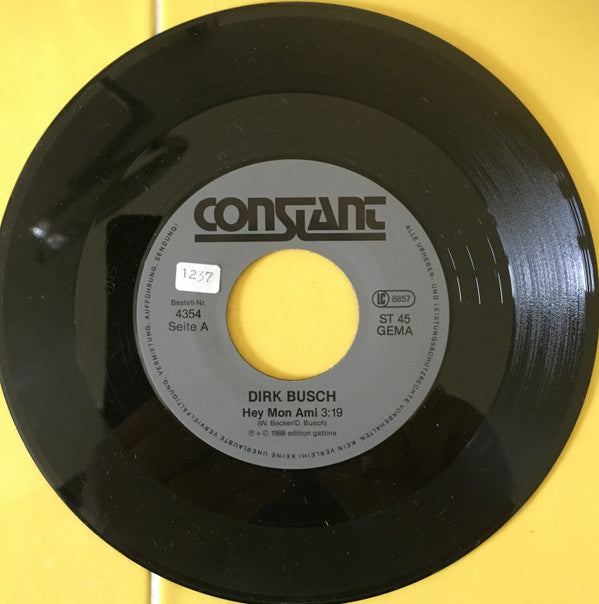 CONSTANT
1237
Bestell-Nr.
4354
Seite A
LC 8857
ST 45
GEMA
DIRK BUSCH
Hey Mon Ami 3:19
(W. Becker/D. Busch)
℗ + © 1988 edition gattina
ALLE URHEBER- UND LEISTUNGSSCHUTZRECHTE VORBEHALTEN KEIN VERLEIH! KEINE UNERLAUBTE VERVIELFÄLTIGUNG, VERMIETUNG, AUFFÜHRUNG, SENDUNG!